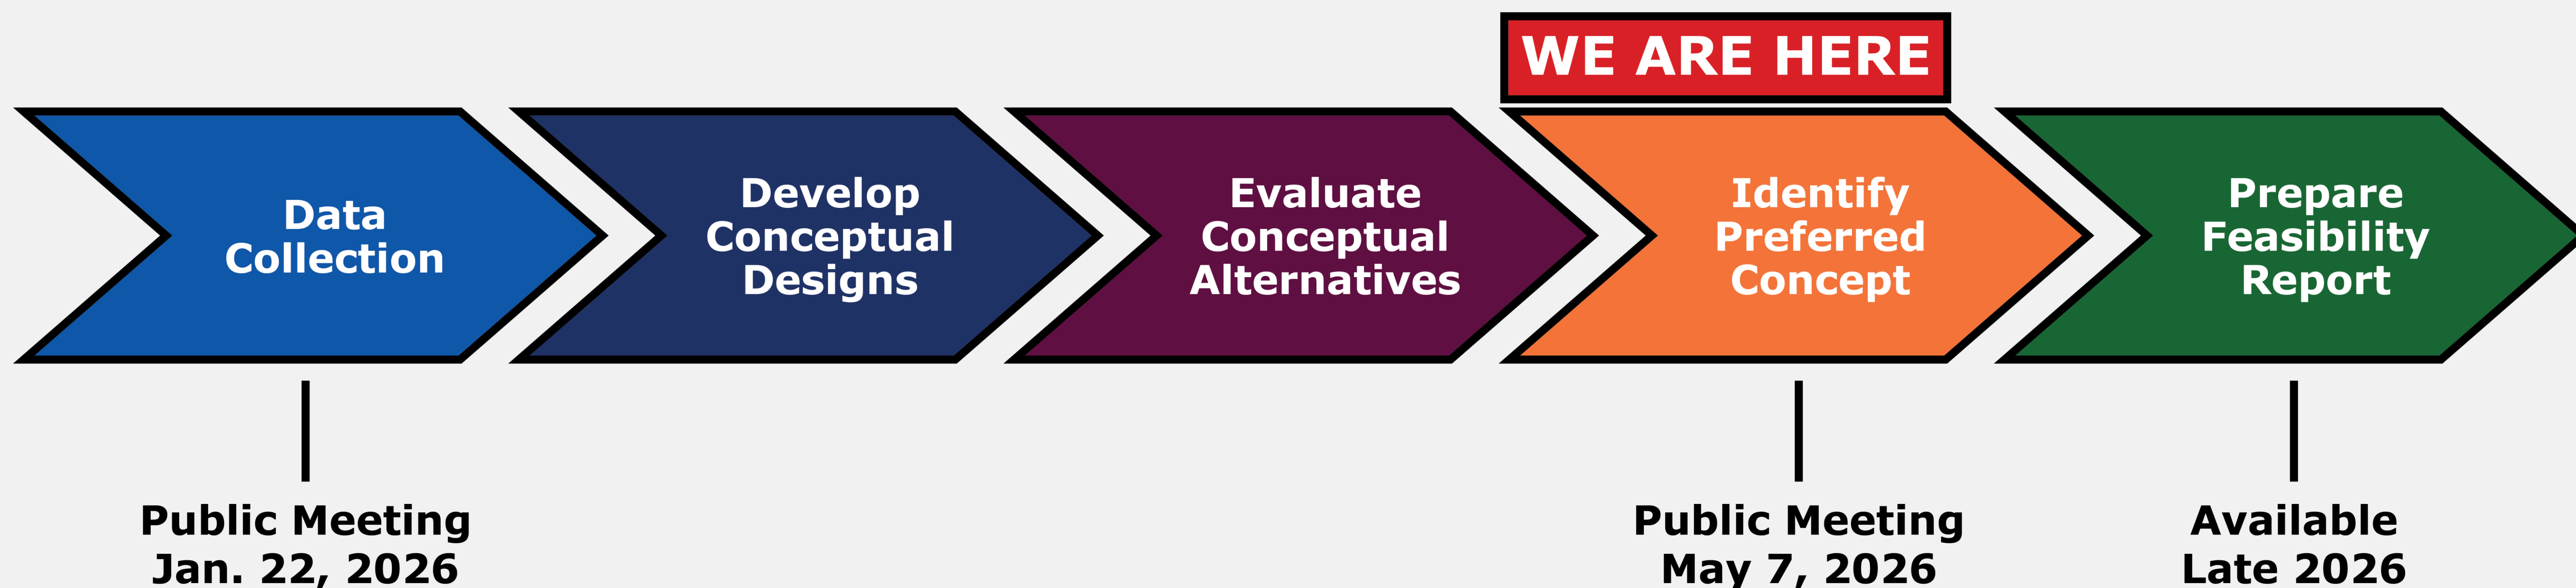 WE ARE HERE
Data
Collection
Develop
Conceptual
Designs
Evaluate
Conceptual
Alternatives
Identify
Preferred
Concept
Prepare
Feasibility
Report
Public Meeting
Jan. 22, 2026
Public Meeting
May 7, 2026
Available
Late 2026